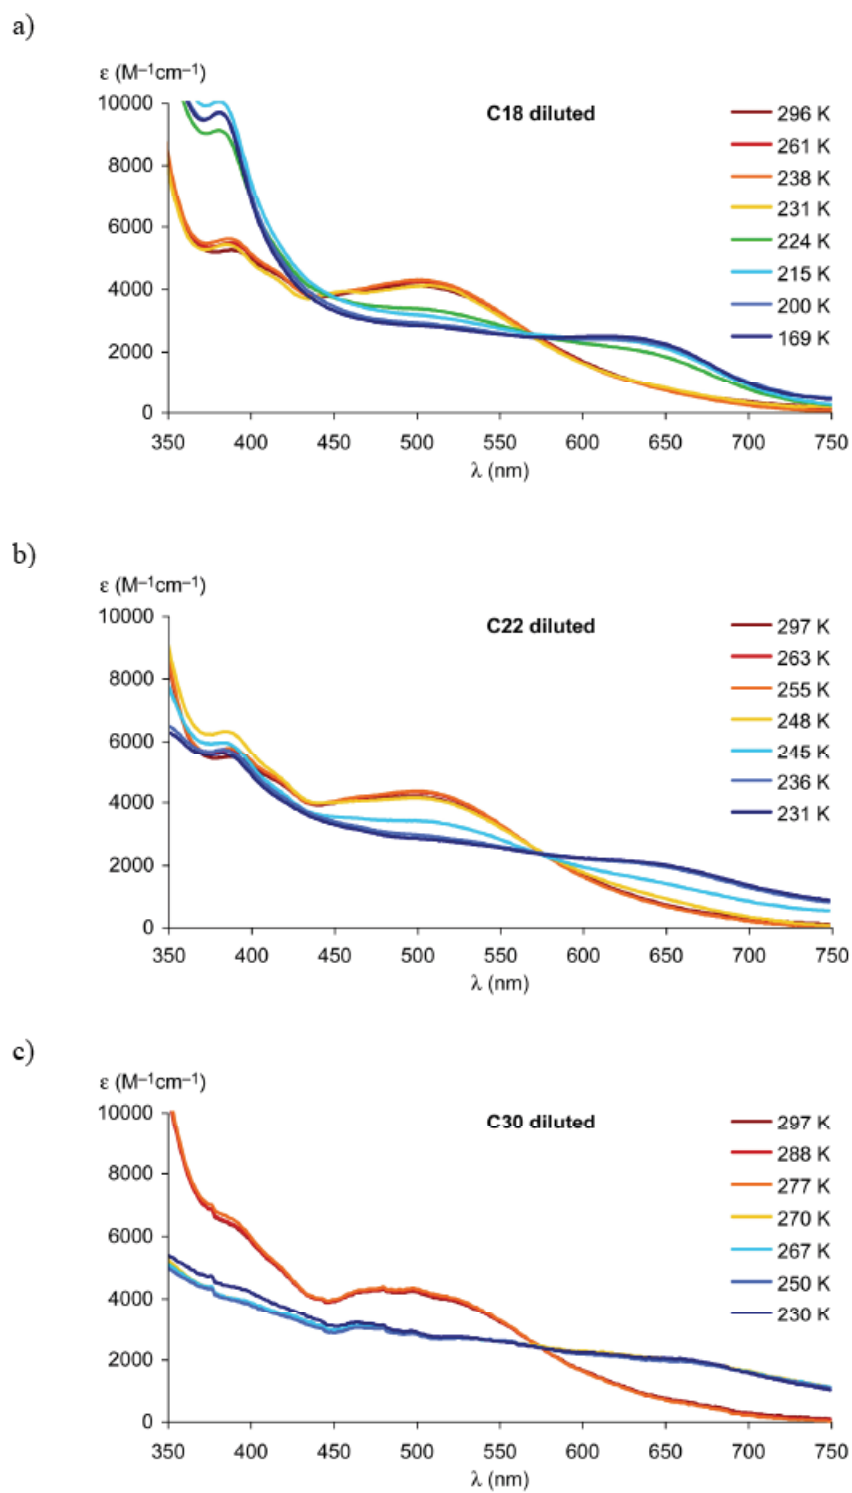 a)
ε (M⁻¹cm⁻¹)
C18 diluted
10000
8000
6000
4000
2000
0
296 K
261 K
238 K
231 K
224 K
215 K
200 K
169 K
350 400 450 500 550 600 650 700 750
λ (nm)
b)
ε (M⁻¹cm⁻¹)
C22 diluted
10000
8000
6000
4000
2000
0
297 K
263 K
255 K
248 K
245 K
236 K
231 K
350 400 450 500 550 600 650 700 750
λ (nm)
c)
ε (M⁻¹cm⁻¹)
C30 diluted
10000
8000
6000
4000
2000
0
297 K
288 K
277 K
270 K
267 K
250 K
230 K
350 400 450 500 550 600 650 700 750
λ (nm)